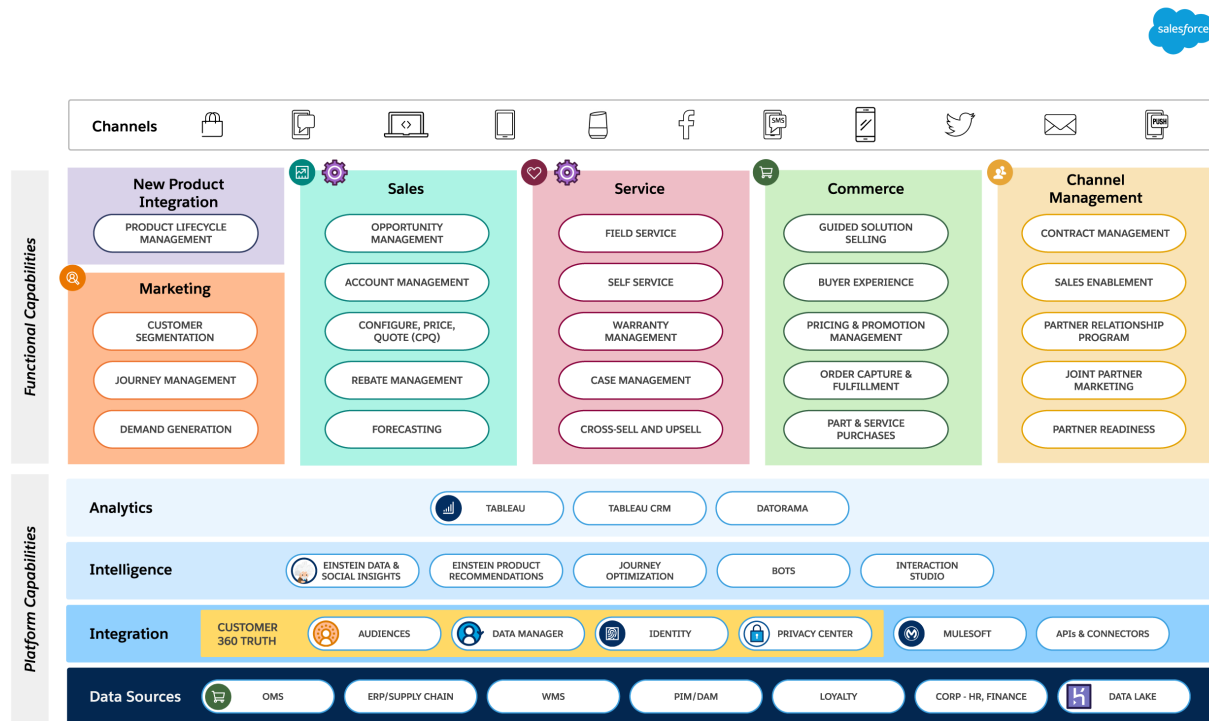 salesforce
Channels
SMS
PUSH
Functional Capabilities
New Product
Integration
PRODUCT LIFECYCLE
MANAGEMENT
Marketing
CUSTOMER
SEGMENTATION
JOURNEY MANAGEMENT
DEMAND GENERATION
Sales
OPPORTUNITY
MANAGEMENT
ACCOUNT MANAGEMENT
CONFIGURE, PRICE,
QUOTE (CPQ)
REBATE MANAGEMENT
FORECASTING
Service
FIELD SERVICE
SELF SERVICE
WARRANTY
MANAGEMENT
CASE MANAGEMENT
CROSS-SELL AND UPSELL
Commerce
GUIDED SOLUTION
SELLING
BUYER EXPERIENCE
PRICING & PROMOTION
MANAGEMENT
ORDER CAPTURE &
FULFILLMENT
PART & SERVICE
PURCHASES
Channel
Management
CONTRACT MANAGEMENT
SALES ENABLEMENT
PARTNER RELATIONSHIP
PROGRAM
JOINT PARTNER
MARKETING
PARTNER READINESS
Platform Capabilities
Analytics
TABLEAU
TABLEAU CRM
DATORAMA
Intelligence
EINSTEIN DATA &
SOCIAL INSIGHTS
EINSTEIN PRODUCT
RECOMMENDATIONS
JOURNEY
OPTIMIZATION
BOTS
INTERACTION
STUDIO
Integration
CUSTOMER
360 TRUTH
AUDIENCES
DATA MANAGER
IDENTITY
PRIVACY CENTER
MULESOFT
APIs & CONNECTORS
Data Sources
OMS
ERP/SUPPLY CHAIN
WMS
PIM/DAM
LOYALTY
CORP - HR, FINANCE
DATA LAKE